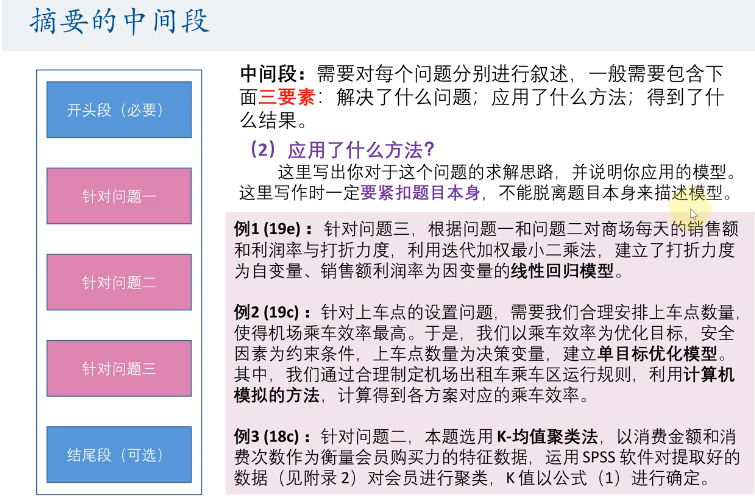 摘要的中间段
开头段（必要）
针对问题一
针对问题二
针对问题三
结尾段（可选）
中间段：需要对每个问题分别进行叙述，一般需要包含下
面三要素：解决了什么问题；应用了什么方法；得到了什
么结果。
（2）应用了什么方法？
这里写出你对于这个问题的求解思路，并说明你应用的模型。
这里写作时一定要紧扣题目本身，不能脱离题目本身来描述模型。
例1 (19e)：针对问题三，根据问题一和问题二对商场每天的销售额
和利润率与打折力度，利用迭代加权最小二乘法，建立了打折力度
为自变量、销售额利润率为因变量的线性回归模型。
例2 (19c)：针对上车点的设置问题，需要我们合理安排上车点数量，
使得机场乘车效率最高。于是，我们以乘车效率为优化目标，安全
因素为约束条件，上车点数量为决策变量，建立单目标优化模型。
其中，我们通过合理制定机场出租车乘车区运行规则，利用计算机
模拟的方法，计算得到各方案对应的乘车效率。
例3 (18c)：针对问题二，本题选用 K-均值聚类法，以消费金额和消
费次数作为衡量会员购买力的特征数据，运用 SPSS 软件对提取好的
数据（见附录 2）对会员进行聚类，K 值以公式（1）进行确定。